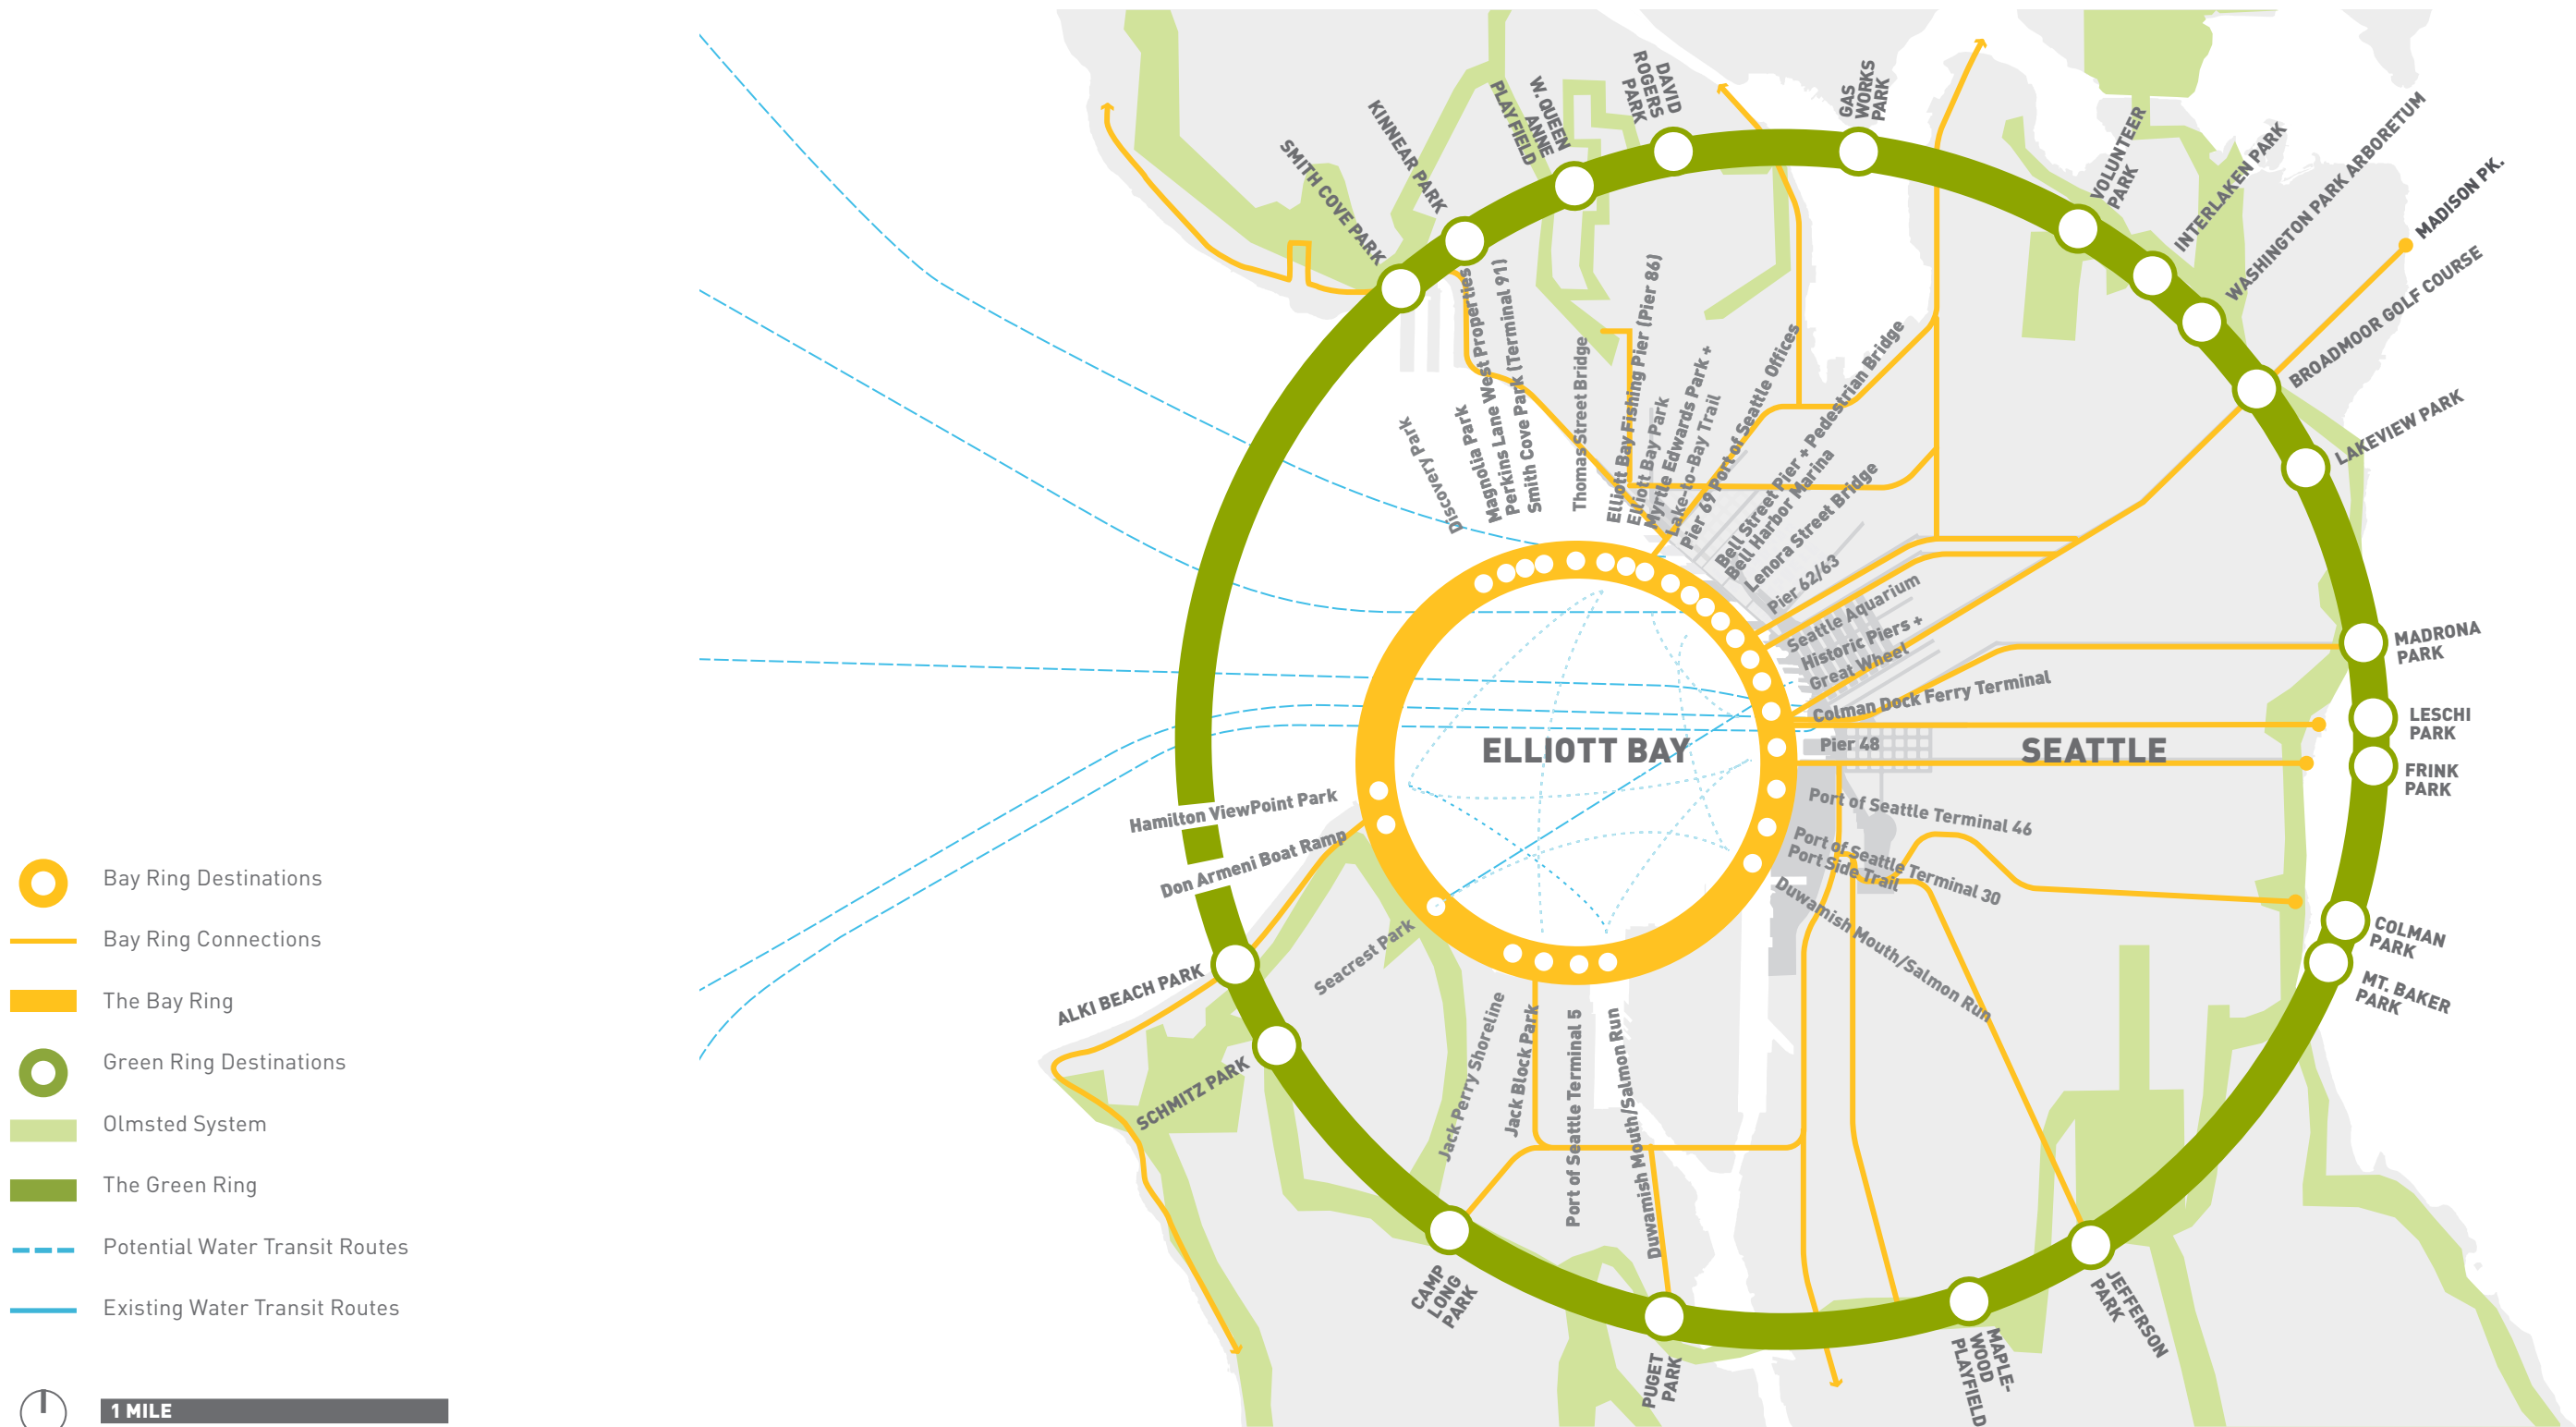 SMITH COVE PARK
KINNEAR PARK
W. QUEEN
ANNE
PLAYFIELD
DAVID
ROGERS
PARK
GAS
WORKS
PARK
VOLUNTEER
PARK
INTERLAKEN PARK
WASHINGTON PARK ARBORETUM
MADISON PK.
BROADMOOR GOLF COURSE
LAKEVIEW PARK
MADRONA
PARK
LESCHI
PARK
FRINK
PARK
COLMAN
PARK
MT. BAKER
PARK
JEFFERSON
PARK
MAPLE-
WOOD
PLAYFIELD
PUGET
PARK
CAMP
LONG
PARK
SCHMITZ PARK
ALKI BEACH PARK
Discovery Park
Magnolia Park
Perkins Lane West Properties
Smith Cove Park (Terminal 91)
Thomas Street Bridge
Elliott Bay Fishing Pier (Pier 86)
Elliott Bay Park
Myrtle Edwards Park +
Lake-to-Bay Trail
Pier 69 Port of Seattle Offices
Bell Street Pier + Pedestrian Bridge
Bell Harbor Marina
Lenora Street Bridge
Pier 62/63
Seattle Aquarium
Historic Piers +
Great Wheel
Colman Dock Ferry Terminal
Pier 48
Port of Seattle Terminal 46
Port of Seattle Terminal 30
Port Side Trail
Duwamish Mouth/Salmon Run
Duwamish Mouth/Salmon Run
Port of Seattle Terminal 5
Jack Block Park
Jack Perry Shoreline
Seacrest Park
Don Armeni Boat Ramp
Hamilton ViewPoint Park
ELLIOTT BAY
SEATTLE
Bay Ring Destinations
Bay Ring Connections
The Bay Ring
Green Ring Destinations
Olmsted System
The Green Ring
Potential Water Transit Routes
Existing Water Transit Routes
1 MILE